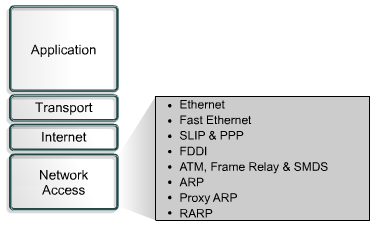 Application
Transport
Internet
Network
Access
• Ethernet
• Fast Ethernet
• SLIP & PPP
• FDDI
• ATM, Frame Relay & SMDS
• ARP
• Proxy ARP
• RARP